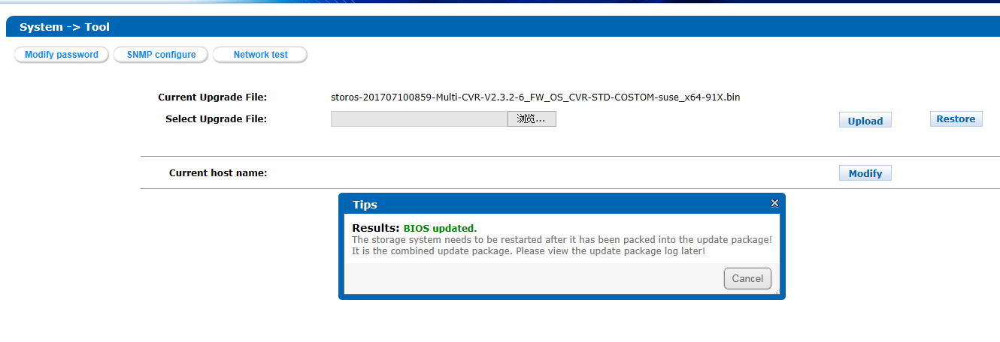 System -> Tool
Modify password SNMP configure Network test
Current Upgrade File: storos-201707100859-Multi-CVR-V2.3.2-6_FW_OS_CVR-STD-COSTOM-suse_x64-91X.bin
Select Upgrade File: 浏览... Upload Restore
Current host name: Modify
Tips
Results: BIOS updated.
The storage system needs to be restarted after it has been packed into the update package!
It is the combined update package. Please view the update package log later!
Cancel